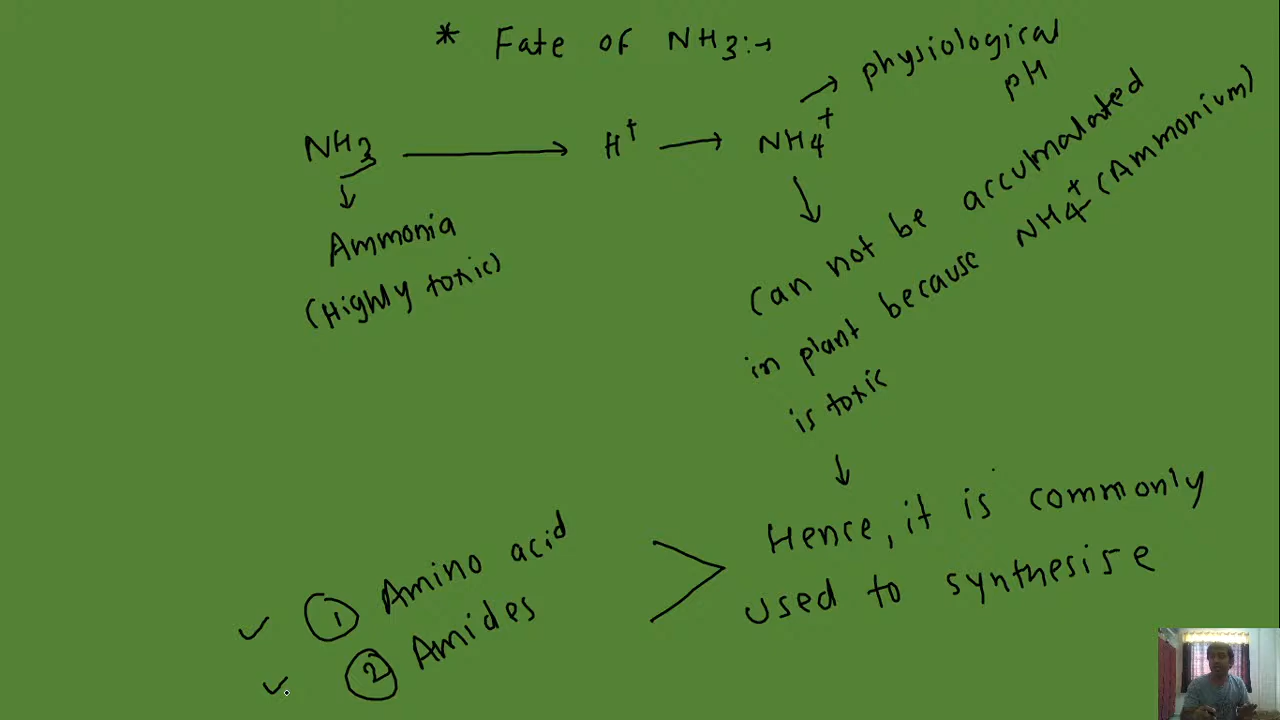 * Fate of NH3:→
NH3 → H+ → NH4+ → physiological
pH
Ammonia
(Highly toxic)
Can not be accumalated
in plant because NH4+ (Ammonium)
is toxic
Hence, it is commonly
used to synthesise
① Amino acid
② Amides